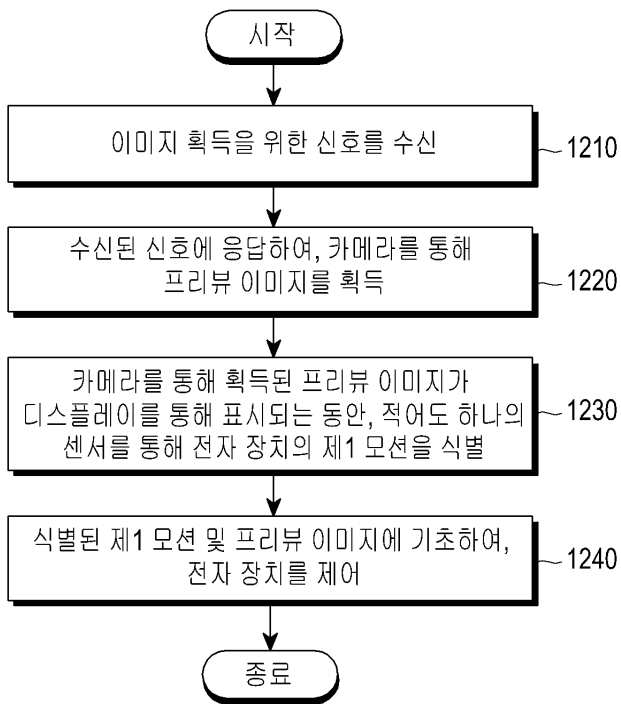 시작
이미지 획득을 위한 신호를 수신
1210
수신된 신호에 응답하여, 카메라를 통해
프리뷰 이미지를 획득
1220
카메라를 통해 획득된 프리뷰 이미지가
디스플레이를 통해 표시되는 동안, 적어도 하나의
센서를 통해 전자 장치의 제1 모션을 식별
1230
식별된 제1 모션 및 프리뷰 이미지에 기초하여,
전자 장치를 제어
1240
종료